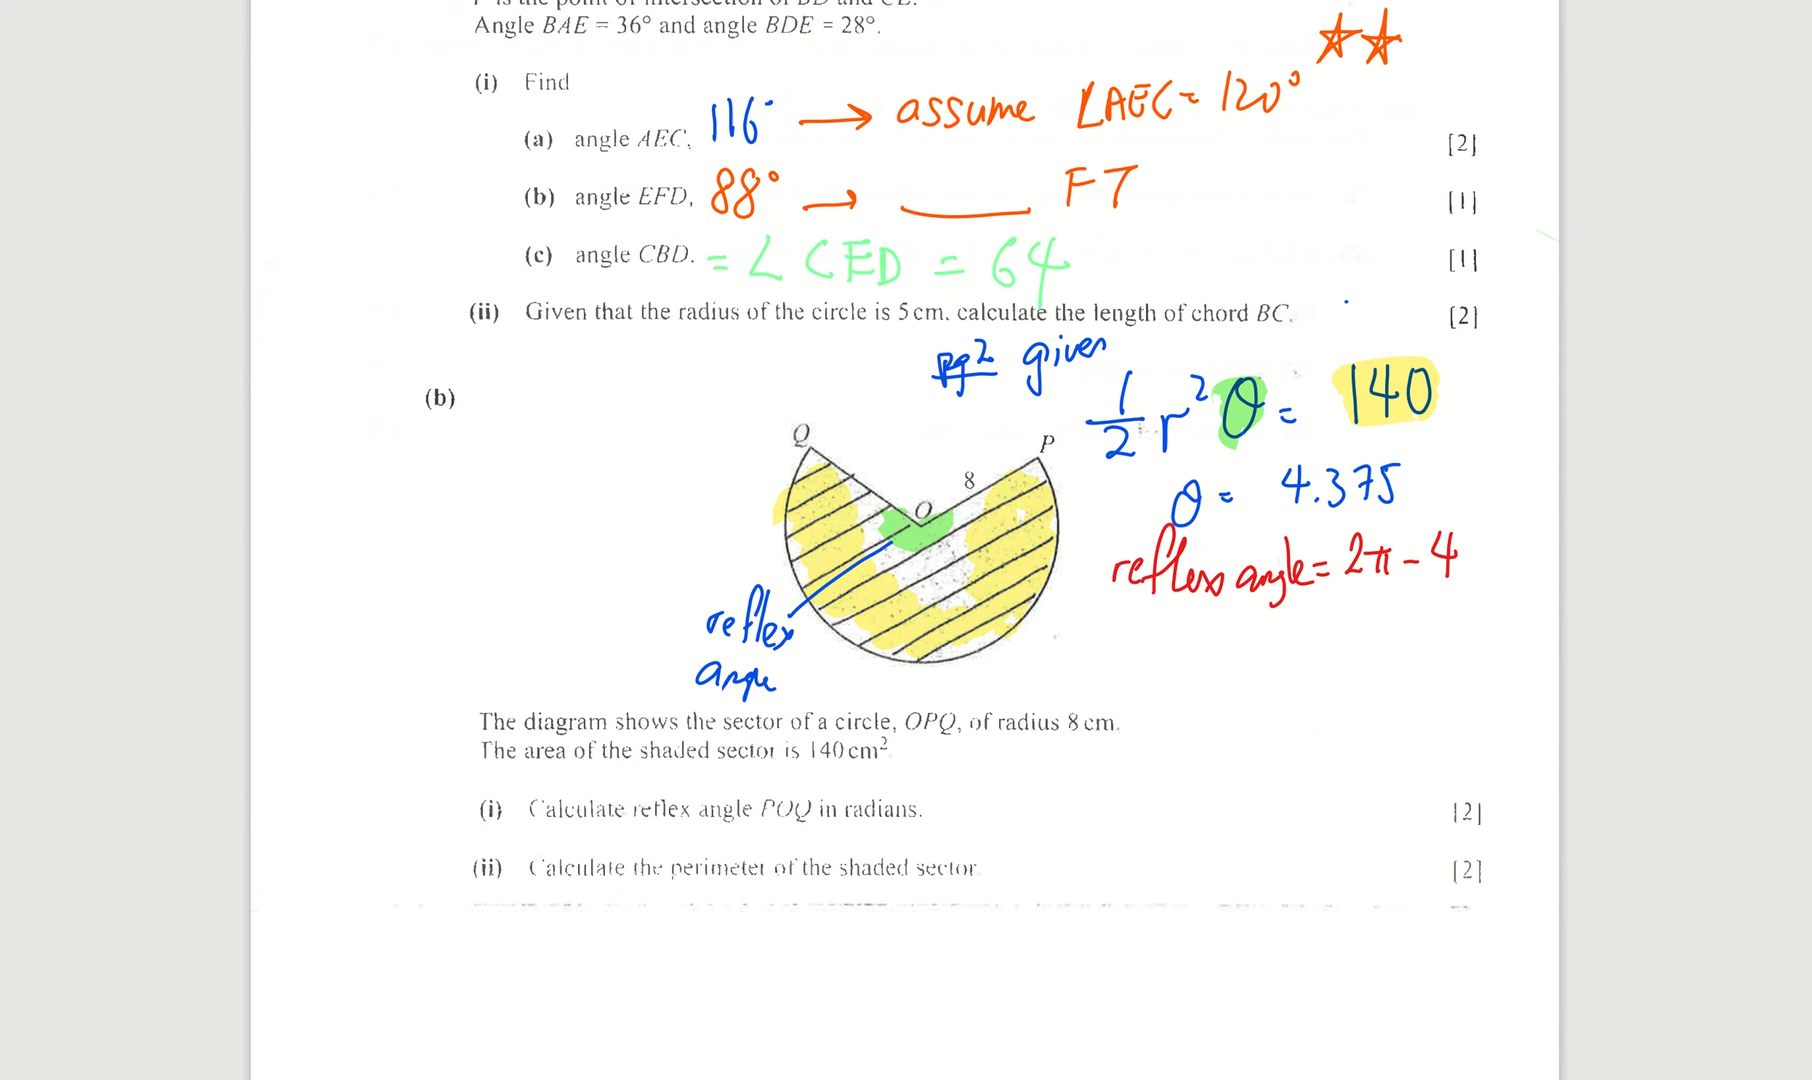 Angle BAE = 36° and angle BDE = 28°.
(i) Find
(a) angle AEC, 116° → assume ∠AEC = 120° [2]
(b) angle EFD, 88° → ____ FT [1]
(c) angle CBD. = ∠CED = 64 [1]
(ii) Given that the radius of the circle is 5 cm. calculate the length of chord BC. [2]
given
(b)
1/2 r² θ = 140
Q
P
8
O
θ = 4.375
reflex angle = 2π - 4
reflex
angle
The diagram shows the sector of a circle, OPQ, of radius 8 cm.
The area of the shaded sector is 140 cm².
(i) Calculate reflex angle POQ in radians. [2]
(ii) Calculate the perimeter of the shaded sector. [2]